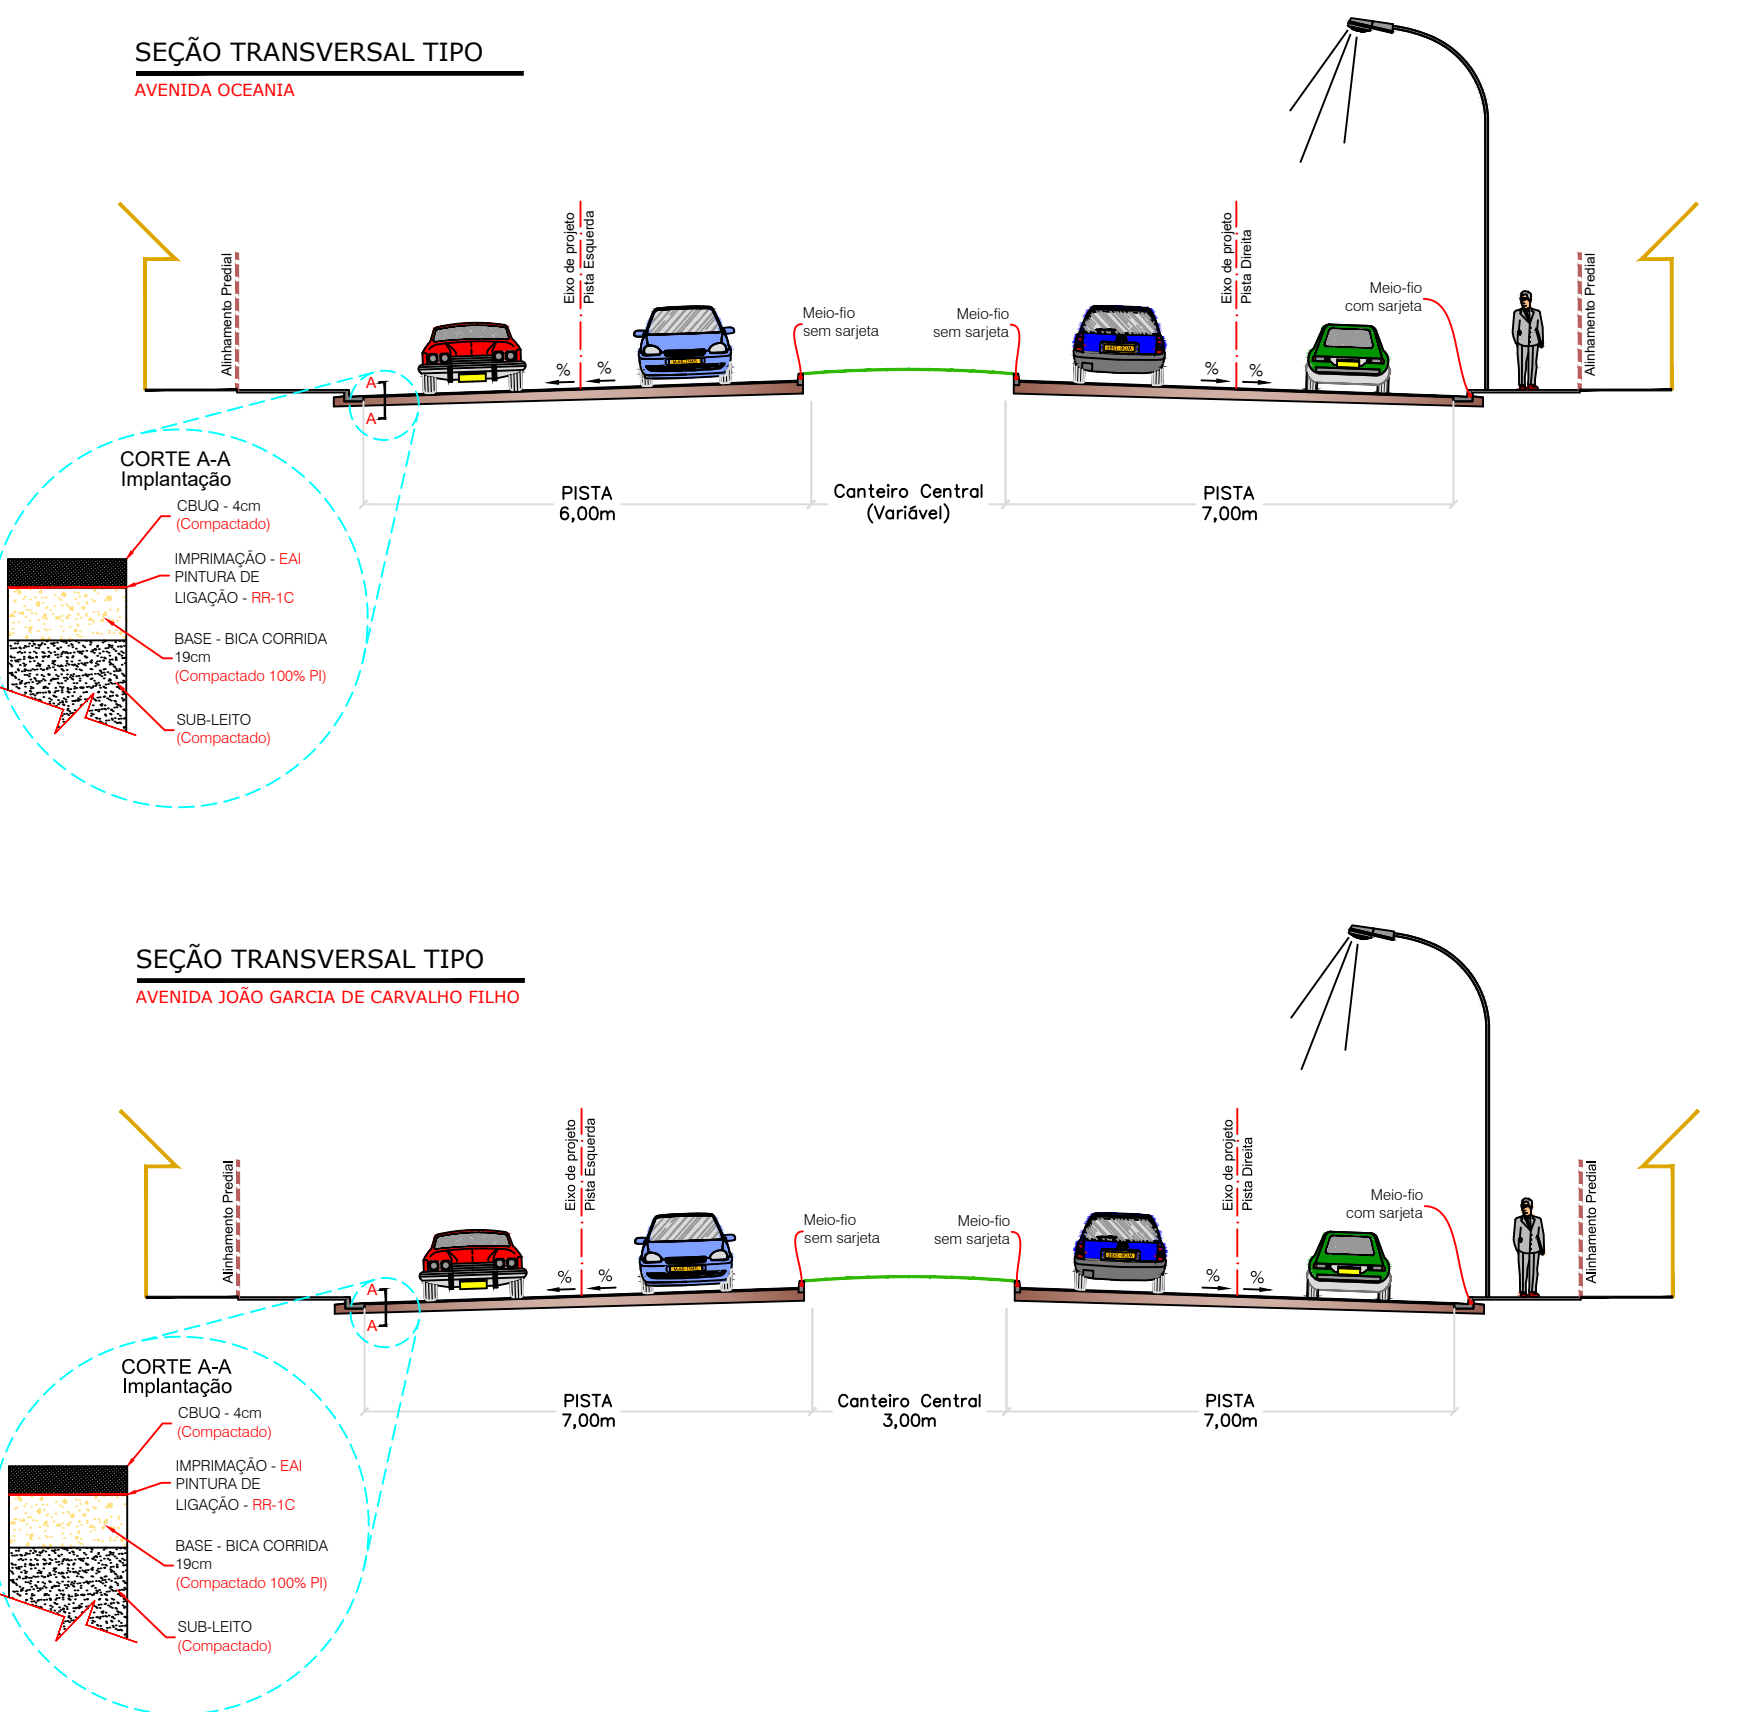 SEÇÃO TRANSVERSAL TIPO
AVENIDA OCEANIA
Alinhamento Predial
Eixo de projeto
Pista Esquerda
Eixo de projeto
Pista Direita
Alinhamento Predial
Meio-fio
sem sarjeta
Meio-fio
sem sarjeta
Meio-fio
com sarjeta
%
%
%
%
A
A
CORTE A-A
Implantação
CBUQ - 4cm
(Compactado)
IMPRIMAÇÃO - EAI
PINTURA DE
LIGAÇÃO - RR-1C
BASE - BICA CORRIDA
19cm
(Compactado 100% PI)
SUB-LEITO
(Compactado)
PISTA
6,00m
Canteiro Central
(Variável)
PISTA
7,00m
SEÇÃO TRANSVERSAL TIPO
AVENIDA JOÃO GARCIA DE CARVALHO FILHO
Alinhamento Predial
Eixo de projeto
Pista Esquerda
Eixo de projeto
Pista Direita
Alinhamento Predial
Meio-fio
sem sarjeta
Meio-fio
sem sarjeta
Meio-fio
com sarjeta
%
%
%
%
A
A
CORTE A-A
Implantação
CBUQ - 4cm
(Compactado)
IMPRIMAÇÃO - EAI
PINTURA DE
LIGAÇÃO - RR-1C
BASE - BICA CORRIDA
19cm
(Compactado 100% PI)
SUB-LEITO
(Compactado)
PISTA
7,00m
Canteiro Central
3,00m
PISTA
7,00m